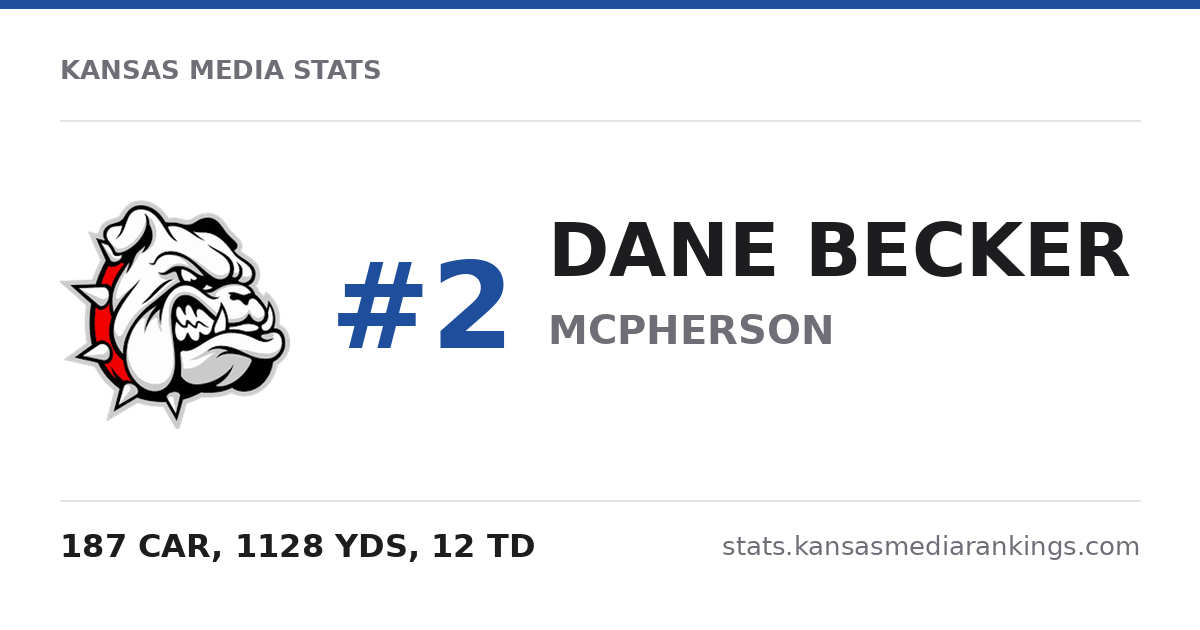 KANSAS MEDIA STATS
#2
DANE BECKER
MCPHERSON
187 CAR, 1128 YDS, 12 TD
stats.kansasmediarankings.com